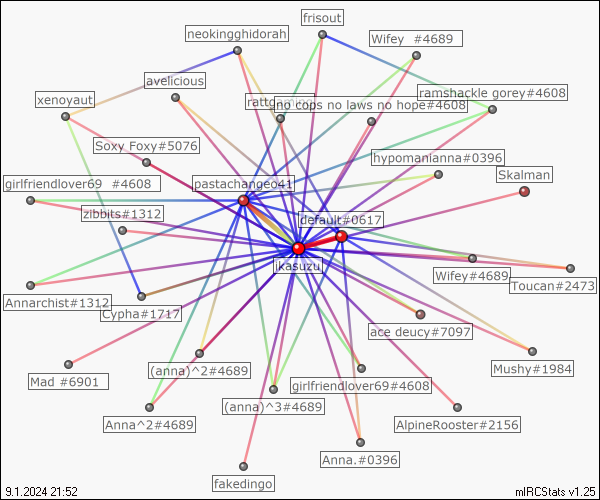 frisout
neokingghidorah
Wifey  #4689
avelicious
ramshackle gorey#4608
xenoyaut
no cops no laws no hope#4608
Soxy Foxy#5076
hypomanianna#0396
Skalman
girlfriendlover69  #4608
pastachangeo41
zibbits#1312
default#0617
jkasuzu
Wifey#4689
Toucan#2473
Annarchist#1312
Cypha#1717
ace deucy#7097
(anna)^2#4689
Mushy#1984
Mad #6901
girlfriendlover69#4608
(anna)^3#4689
Anna^2#4689
AlpineRooster#2156
Anna.#0396
fakedingo
9.1.2024 21:52
mIRCStats v1.25